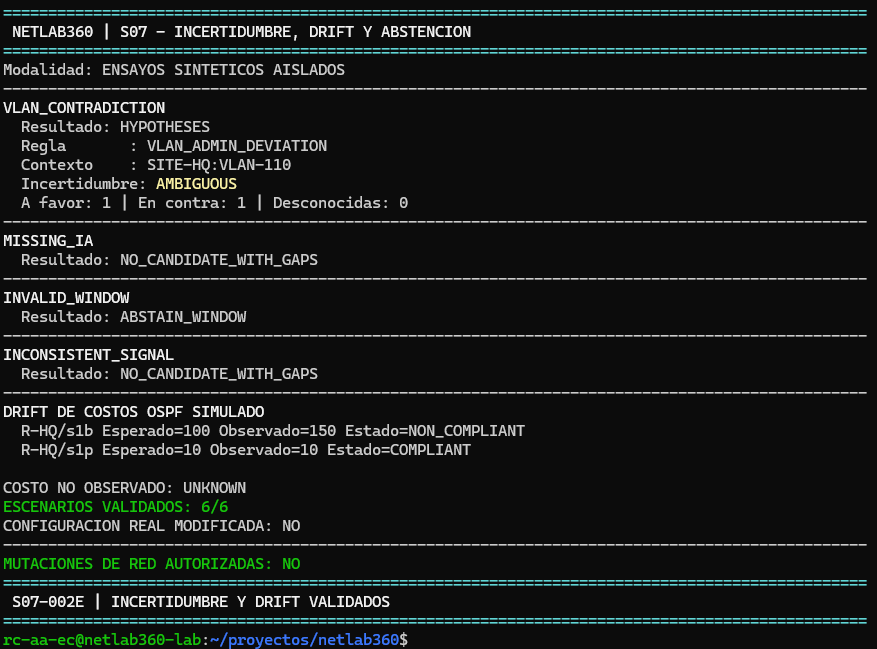 NETLAB360 | S07 - INCERTIDUMBRE, DRIFT Y ABSTENCION
Modalidad: ENSAYOS SINTETICOS AISLADOS
VLAN_CONTRADICTION
Resultado: HYPOTHESES
Regla : VLAN_ADMIN_DEVIATION
Contexto : SITE-HQ:VLAN-110
Incertidumbre: AMBIGUOUS
A favor: 1 | En contra: 1 | Desconocidas: 0
MISSING_IA
Resultado: NO_CANDIDATE_WITH_GAPS
INVALID_WINDOW
Resultado: ABSTAIN_WINDOW
INCONSISTENT_SIGNAL
Resultado: NO_CANDIDATE_WITH_GAPS
DRIFT DE COSTOS OSPF SIMULADO
R-HQ/s1b Esperado=100 Observado=150 Estado=NON_COMPLIANT
R-HQ/s1p Esperado=10 Observado=10 Estado=COMPLIANT
COSTO NO OBSERVADO: UNKNOWN
ESCENARIOS VALIDADOS: 6/6
CONFIGURACION REAL MODIFICADA: NO
MUTACIONES DE RED AUTORIZADAS: NO
S07-002E | INCERTIDUMBRE Y DRIFT VALIDADOS
rc-aa-ec@netlab360-lab:~/proyectos/netlab360$